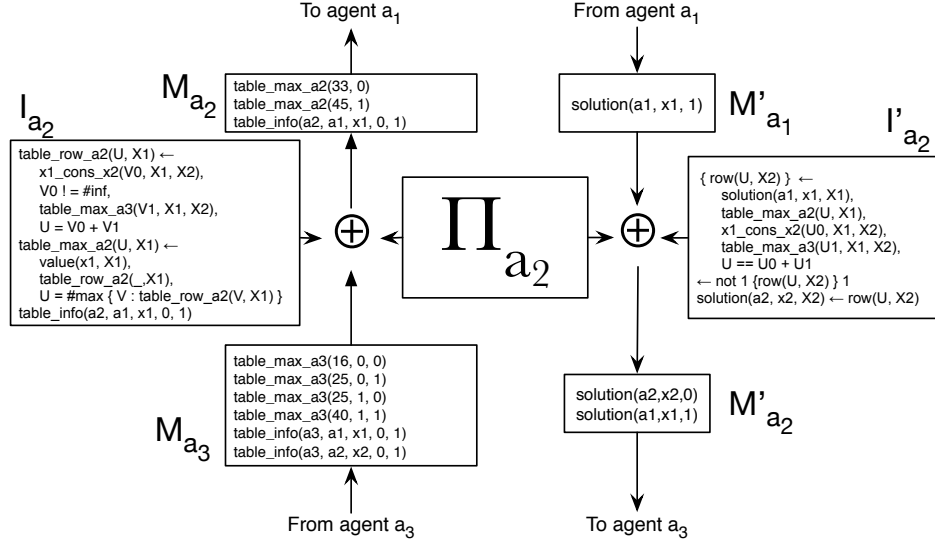 To agent a1
From agent a1
M a2
table_max_a2(33, 0)
table_max_a2(45, 1)
table_info(a2, a1, x1, 0, 1)
solution(a1, x1, 1)
M' a1
I a2
table_row_a2(U, X1) ←
x1_cons_x2(V0, X1, X2),
V0 ! = #inf,
table_max_a3(V1, X1, X2),
U = V0 + V1
table_max_a2(U, X1) ←
value(x1, X1),
table_row_a2(_,X1),
U = #max { V : table_row_a2(V, X1) }
table_info(a2, a1, x1, 0, 1)
⊕
Π a2
⊕
I' a2
{ row(U, X2) } ←
solution(a1, x1, X1),
table_max_a2(U, X1),
x1_cons_x2(U0, X1, X2),
table_max_a3(U1, X1, X2),
U == U0 + U1
← not 1 {row(U, X2) } 1
solution(a2, x2, X2) ← row(U, X2)
M a3
table_max_a3(16, 0, 0)
table_max_a3(25, 0, 1)
table_max_a3(25, 1, 0)
table_max_a3(40, 1, 1)
table_info(a3, a1, x1, 0, 1)
table_info(a3, a2, x2, 0, 1)
solution(a2,x2,0)
solution(a1,x1,1)
M' a2
From agent a3
To agent a3